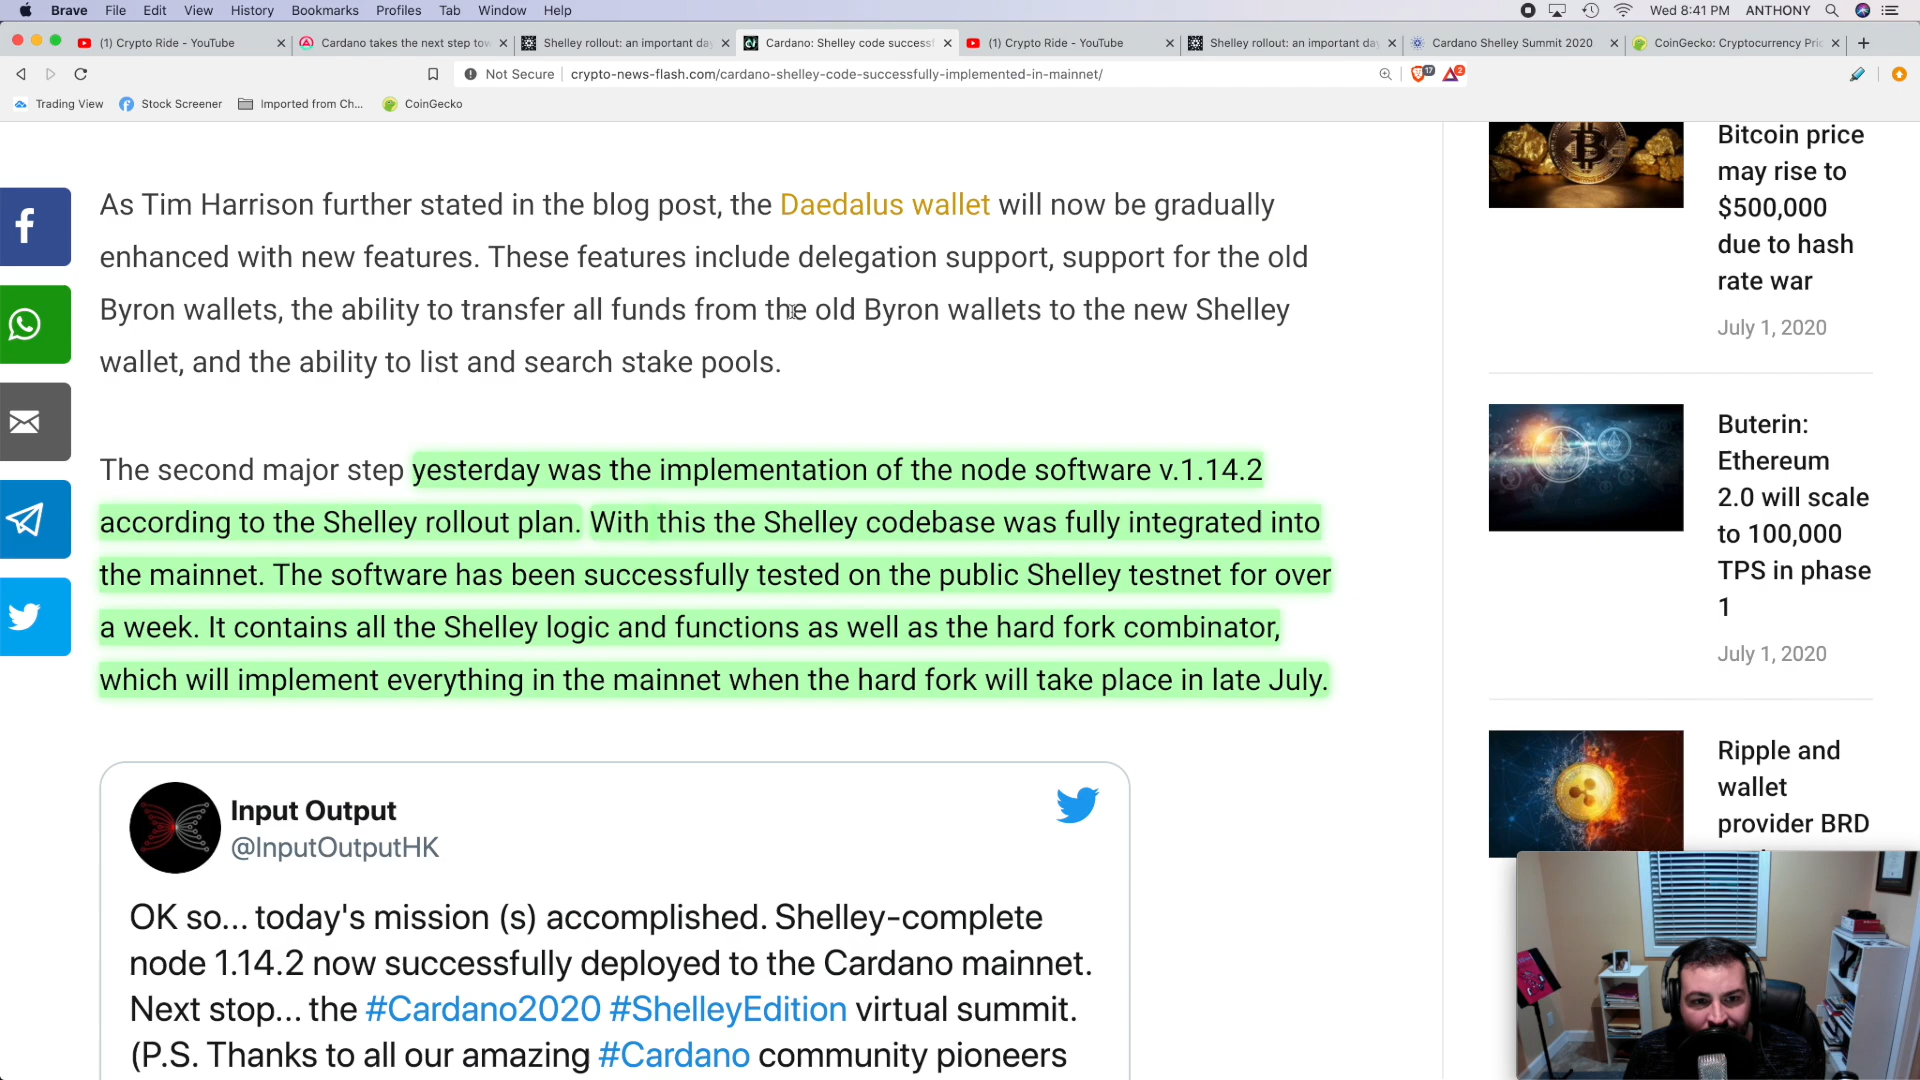 Brave File Edit View History Bookmarks Profiles Tab Window Help Wed 8:41 PM ANTHONY
(1) Crypto Ride - YouTube Cardano takes the next step tow Shelley rollout: an important da Cardano: Shelley code successf (1) Crypto Ride - YouTube Shelley rollout: an important da Cardano Shelley Summit 2020 CoinGecko: Cryptocurrency Pric
Not Secure crypto-news-flash.com/cardano-shelley-code-successfully-implemented-in-mainnet/ 17 2
Trading View Stock Screener Imported from Ch... CoinGecko
As Tim Harrison further stated in the blog post, the Daedalus wallet will now be gradually
enhanced with new features. These features include delegation support, support for the old
Byron wallets, the ability to transfer all funds from the old Byron wallets to the new Shelley
wallet, and the ability to list and search stake pools.
The second major step yesterday was the implementation of the node software v.1.14.2
according to the Shelley rollout plan. With this the Shelley codebase was fully integrated into
the mainnet. The software has been successfully tested on the public Shelley testnet for over
a week. It contains all the Shelley logic and functions as well as the hard fork combinator,
which will implement everything in the mainnet when the hard fork will take place in late July.
Input Output
@InputOutputHK
OK so... today's mission (s) accomplished. Shelley-complete
node 1.14.2 now successfully deployed to the Cardano mainnet.
Next stop... the #Cardano2020 #ShelleyEdition virtual summit.
(P.S. Thanks to all our amazing #Cardano community pioneers
Bitcoin price
may rise to
$500,000
due to hash
rate war
July 1, 2020
Buterin:
Ethereum
2.0 will scale
to 100,000
TPS in phase
1
July 1, 2020
Ripple and
wallet
provider BRD